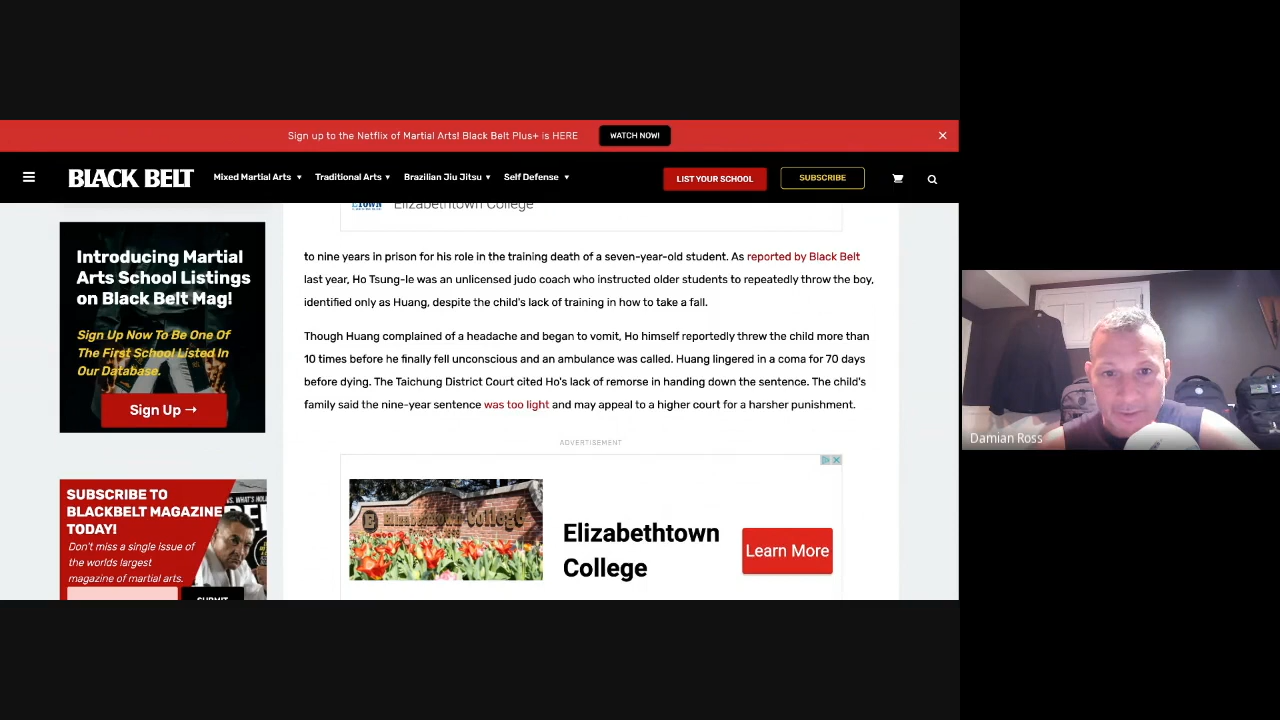 Sign up to the Netflix of Martial Arts! Black Belt Plus+ is HERE
WATCH NOW!
BLACK BELT
Mixed Martial Arts
Traditional Arts
Brazilian Jiu Jitsu
Self Defense
LIST YOUR SCHOOL
SUBSCRIBE
Elizabethtown College
Introducing Martial
Arts School Listings
on Black Belt Mag!
Sign Up Now To Be One Of
The First School Listed In
Our Database.
Sign Up →
SUBSCRIBE TO
BLACKBELT MAGAZINE
TODAY!
Don't miss a single issue of
the worlds largest
magazine of martial arts.
SUBMIT
to nine years in prison for his role in the training death of a seven-year-old student. As reported by Black Belt
last year, Ho Tsung-le was an unlicensed judo coach who instructed older students to repeatedly throw the boy,
identified only as Huang, despite the child's lack of training in how to take a fall.
Though Huang complained of a headache and began to vomit, Ho himself reportedly threw the child more than
10 times before he finally fell unconscious and an ambulance was called. Huang lingered in a coma for 70 days
before dying. The Taichung District Court cited Ho's lack of remorse in handing down the sentence. The child's
family said the nine-year sentence was too light and may appeal to a higher court for a harsher punishment.
ADVERTISEMENT
Elizabethtown College
Elizabethtown
College
Learn More
Damian Ross